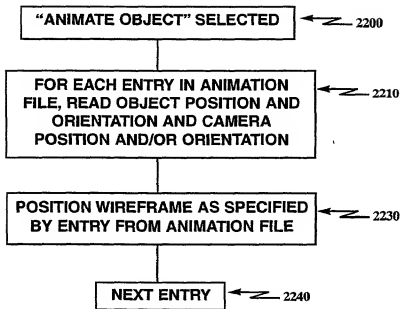 "ANIMATE OBJECT" SELECTED
2200
FOR EACH ENTRY IN ANIMATION
FILE, READ OBJECT POSITION AND
ORIENTATION AND CAMERA
POSITION AND/OR ORIENTATION
2210
POSITION WIREFRAME AS SPECIFIED
BY ENTRY FROM ANIMATION FILE
2230
NEXT ENTRY
2240